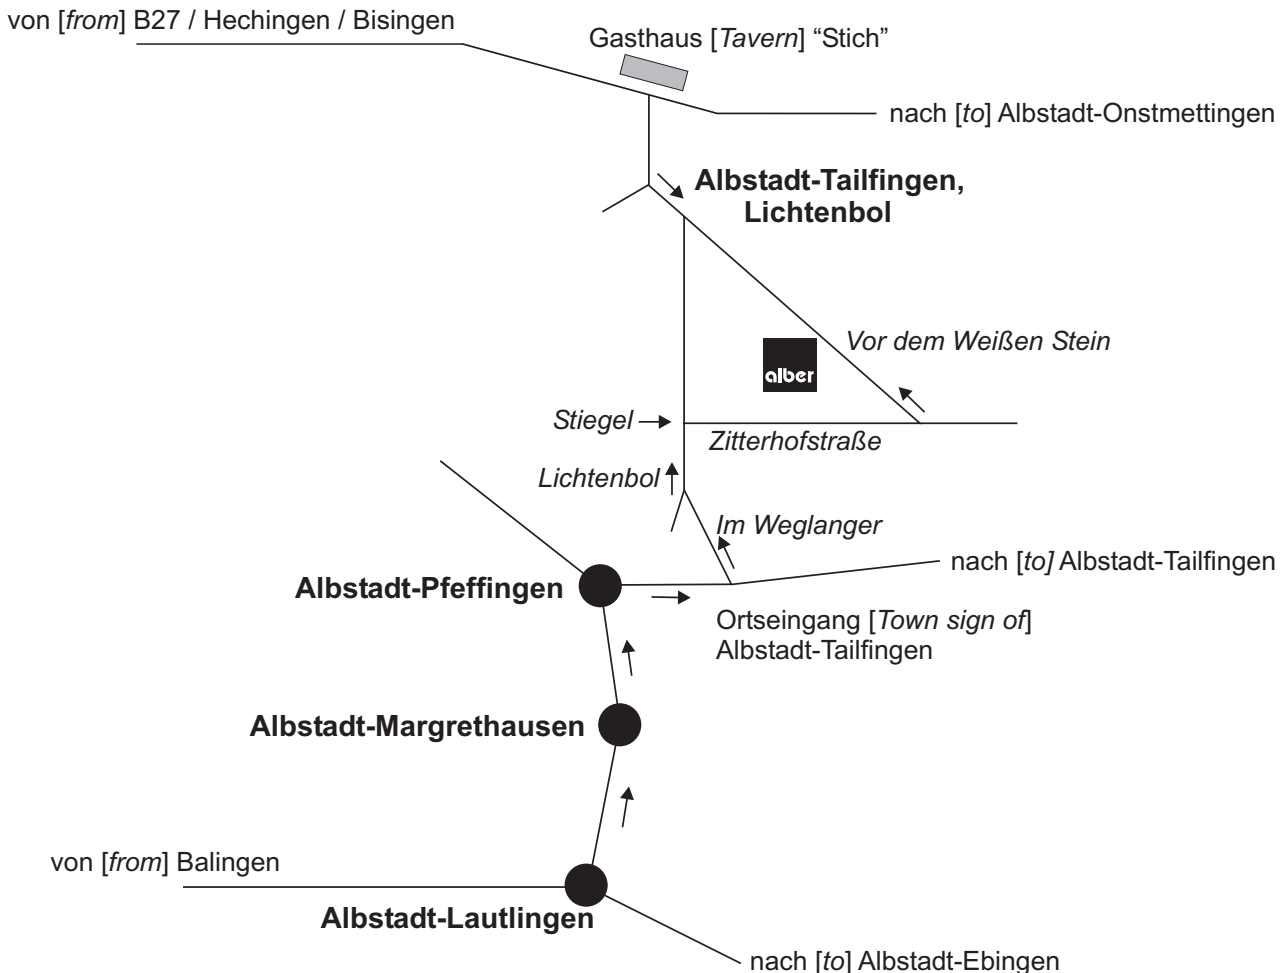 von [from] B27 / Hechingen / Bisingen
Gasthaus [Tavern] “Stich”
nach [to] Albstadt-Onstmettingen
Albstadt-Tailfingen,
Lichtenbol
Vor dem Weißen Stein
alber
Stiegel
Zitterhofstraße
Lichtenbol
Im Weglanger
nach [to] Albstadt-Tailfingen
Albstadt-Pfeffingen
Ortseingang [Town sign of]
Albstadt-Tailfingen
Albstadt-Margrethausen
von [from] Balingen
Albstadt-Lautlingen
nach [to] Albstadt-Ebingen